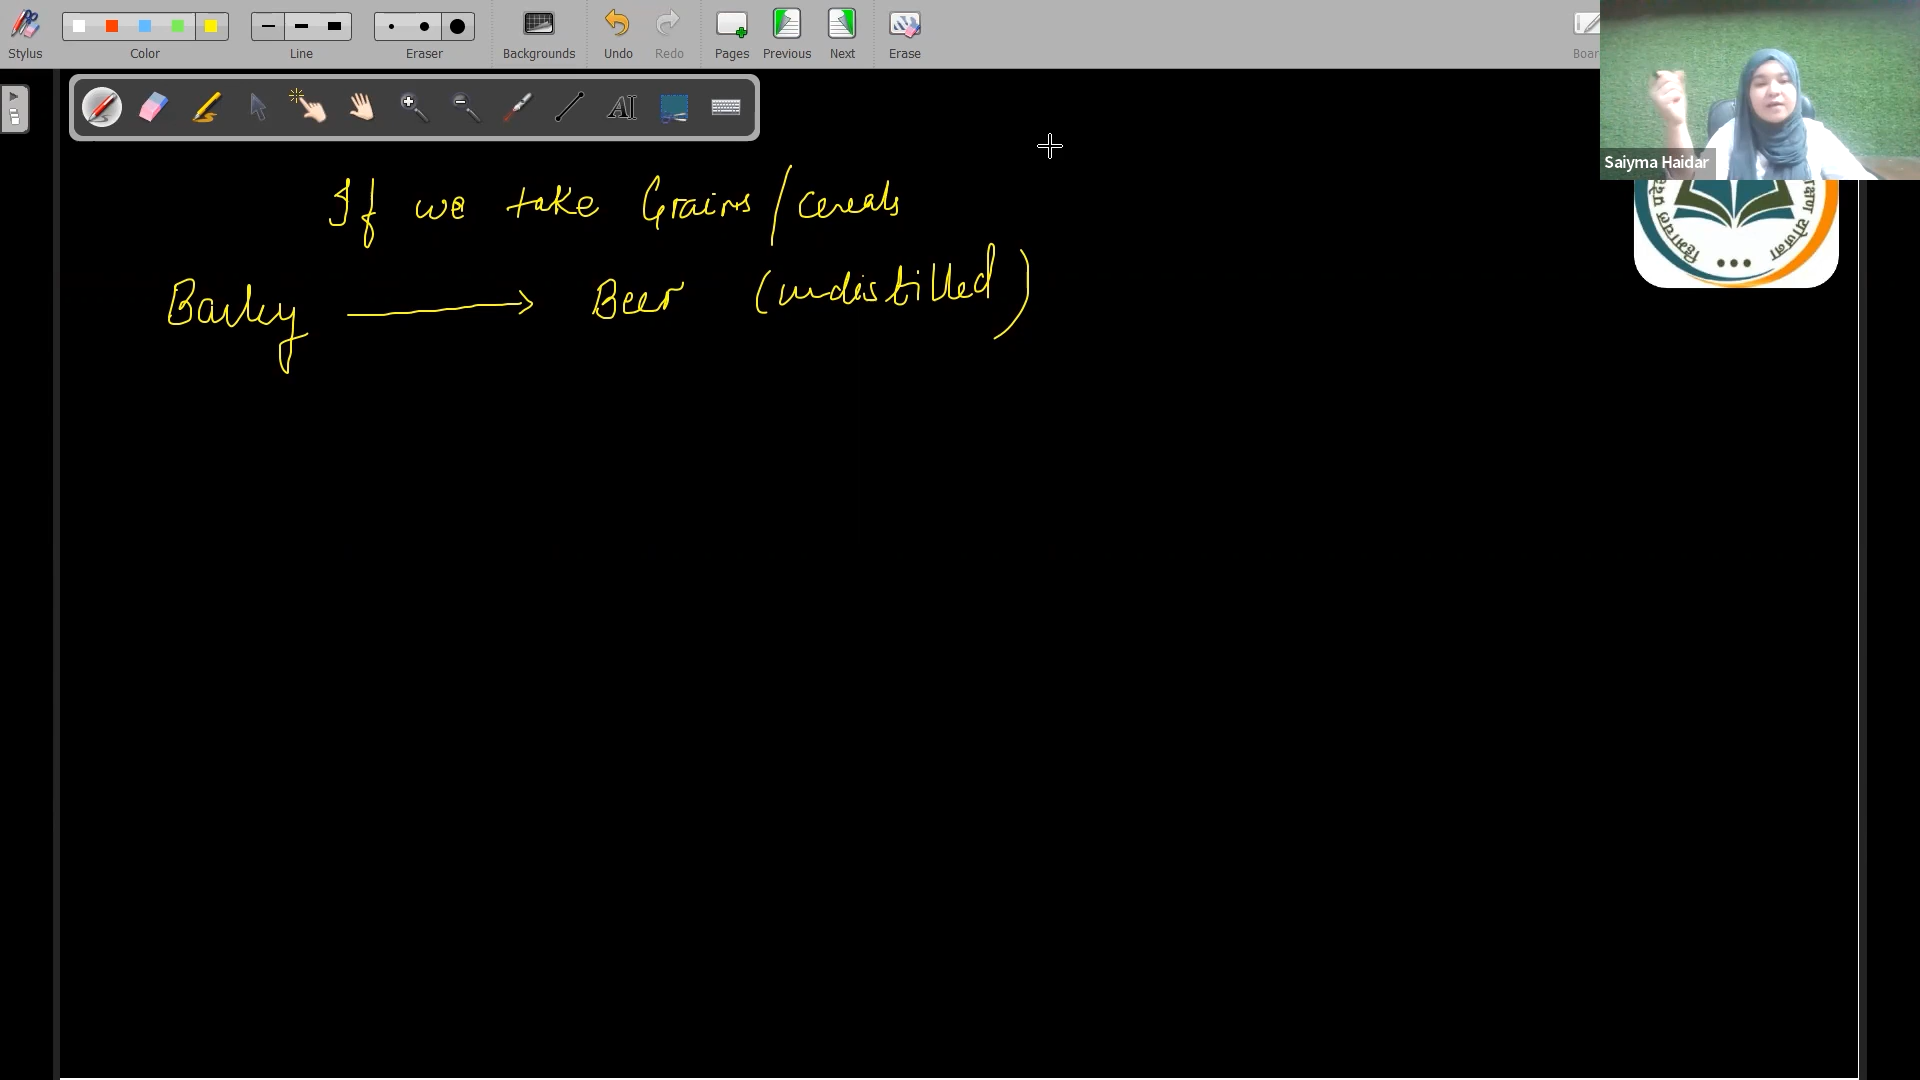 Stylus
Color
Line
Eraser
Backgrounds
Undo
Redo
Pages
Previous
Next
Erase
Saiyma Haidar
If we take Grains/cereals
Barley → Beer (undistilled)